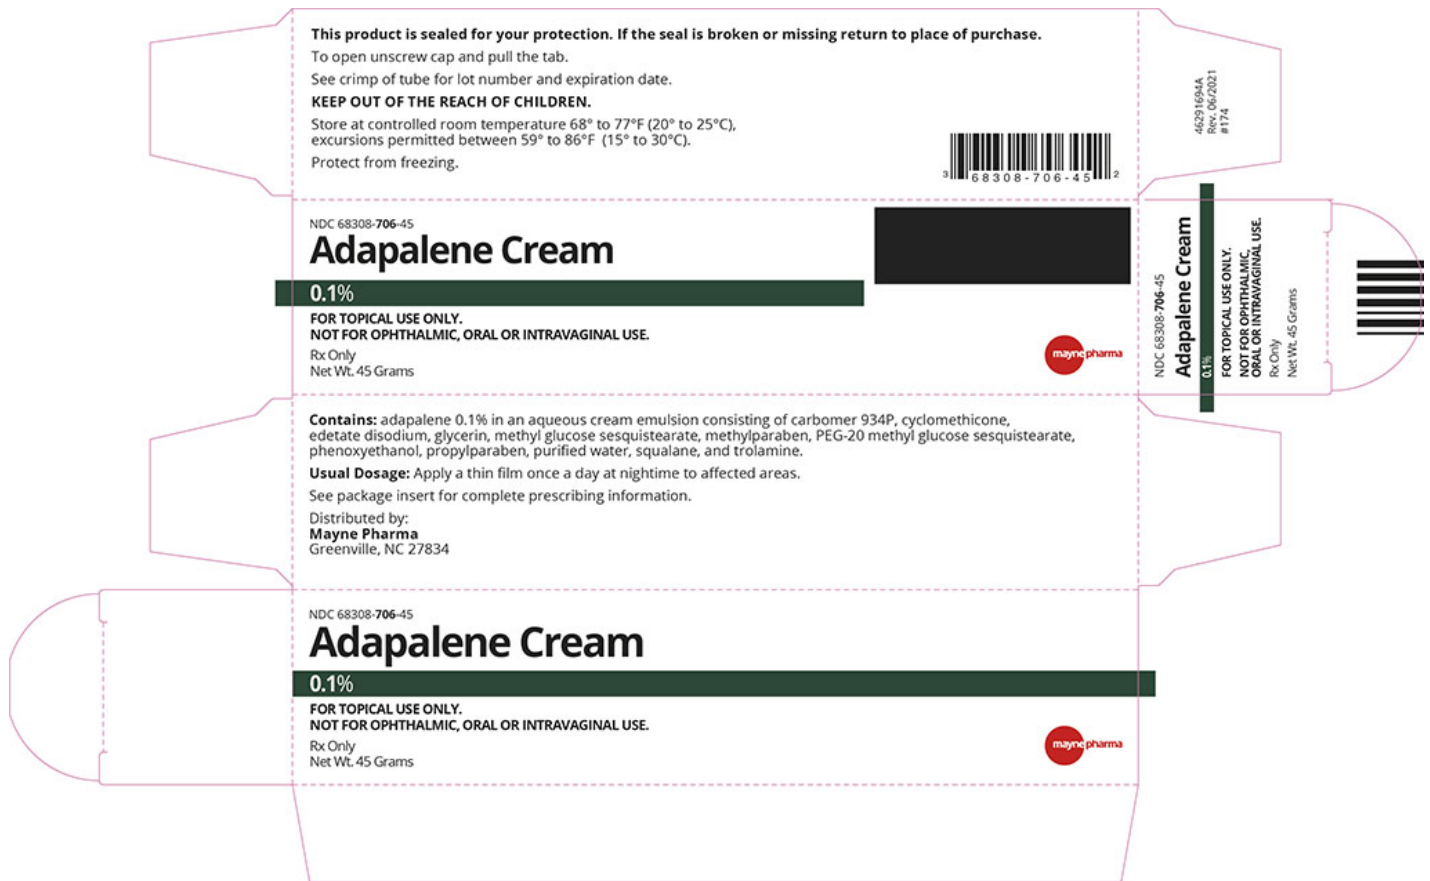 This product is sealed for your protection. If the seal is broken or missing return to place of purchase.
To open unscrew cap and pull the tab.
See crimp of tube for lot number and expiration date.
KEEP OUT OF THE REACH OF CHILDREN.
Store at controlled room temperature 68° to 77°F (20° to 25°C),
excursions permitted between 59° to 86°F (15° to 30°C).
Protect from freezing.
3 68308-706-45 2
46291694A
Rev. 06/2021
#174
NDC 68308-706-45
Adapalene Cream
0.1%
FOR TOPICAL USE ONLY.
NOT FOR OPHTHALMIC, ORAL OR INTRAVAGINAL USE.
Rx Only
Net Wt. 45 Grams
maynepharma
NDC 68308-706-45
Adapalene Cream
0.1%
FOR TOPICAL USE ONLY.
NOT FOR OPHTHALMIC,
ORAL OR INTRAVAGINAL USE.
Rx Only
Net Wt. 45 Grams
Contains: adapalene 0.1% in an aqueous cream emulsion consisting of carbomer 934P, cyclomethicone,
edetate disodium, glycerin, methyl glucose sesquistearate, methylparaben, PEG-20 methyl glucose sesquistearate,
phenoxyethanol, propylparaben, purified water, squalane, and trolamine.
Usual Dosage: Apply a thin film once a day at nightime to affected areas.
See package insert for complete prescribing information.
Distributed by:
Mayne Pharma
Greenville, NC 27834
NDC 68308-706-45
Adapalene Cream
0.1%
FOR TOPICAL USE ONLY.
NOT FOR OPHTHALMIC, ORAL OR INTRAVAGINAL USE.
Rx Only
Net Wt. 45 Grams
maynepharma